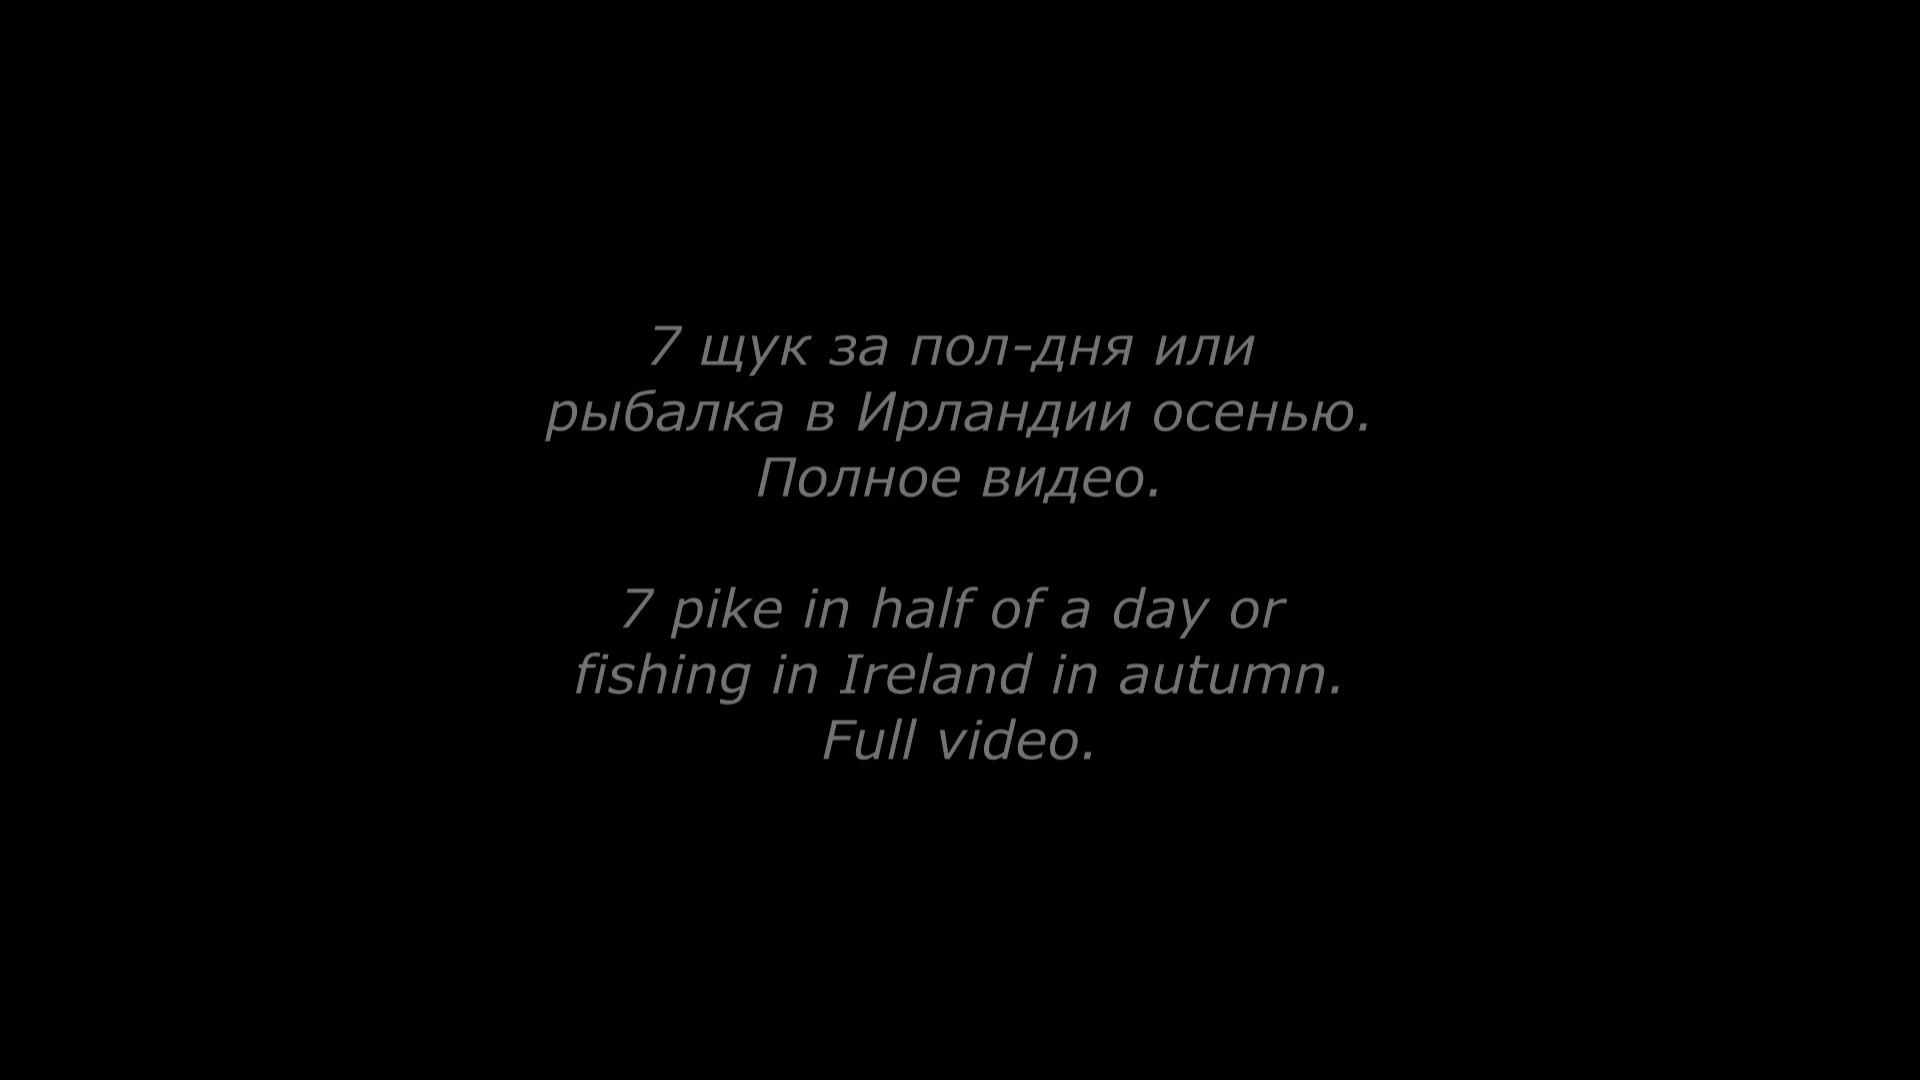 7 щук за пол-дня или
рыбалка в Ирландии осенью.
Полное видео.
7 pike in half of a day or
fishing in Ireland in autumn.
Full video.